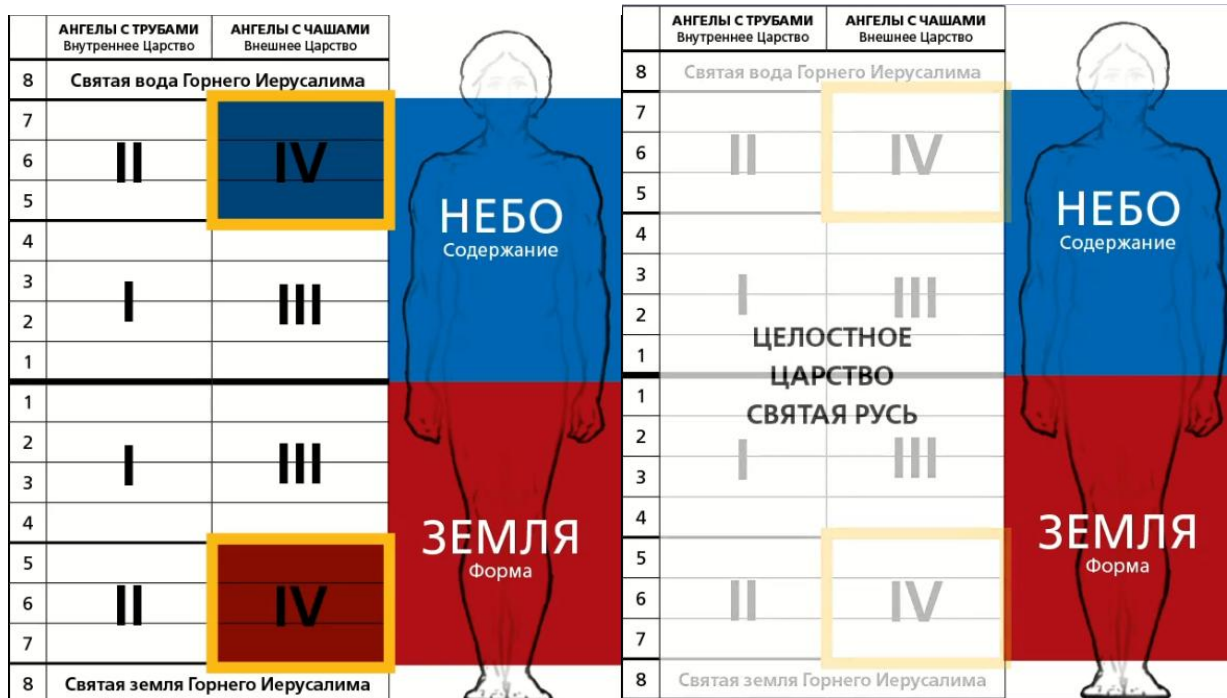 АНГЕЛЫ С ТРУБАМИ
Внутреннее Царство
АНГЕЛЫ С ЧАШАМИ
Внешнее Царство
8 Святая вода Горнего Иерусалима
7
6 II IV
5
4
3
I III
2
1
1
2
I III
3
4
5
6 II IV
7
8 Святая земля Горнего Иерусалима
НЕБО
Содержание
ЗЕМЛЯ
Форма
АНГЕЛЫ С ТРУБАМИ
Внутреннее Царство
АНГЕЛЫ С ЧАШАМИ
Внешнее Царство
8 Святая вода Горнего Иерусалима
7
6 II IV
5
4
3
I III
2
1
ЦЕЛОСТНОЕ
ЦАРСТВО
СВЯТАЯ РУСЬ
1
2
I III
3
4
5
6 II IV
7
8 Святая земля Горнего Иерусалима
НЕБО
Содержание
ЗЕМЛЯ
Форма